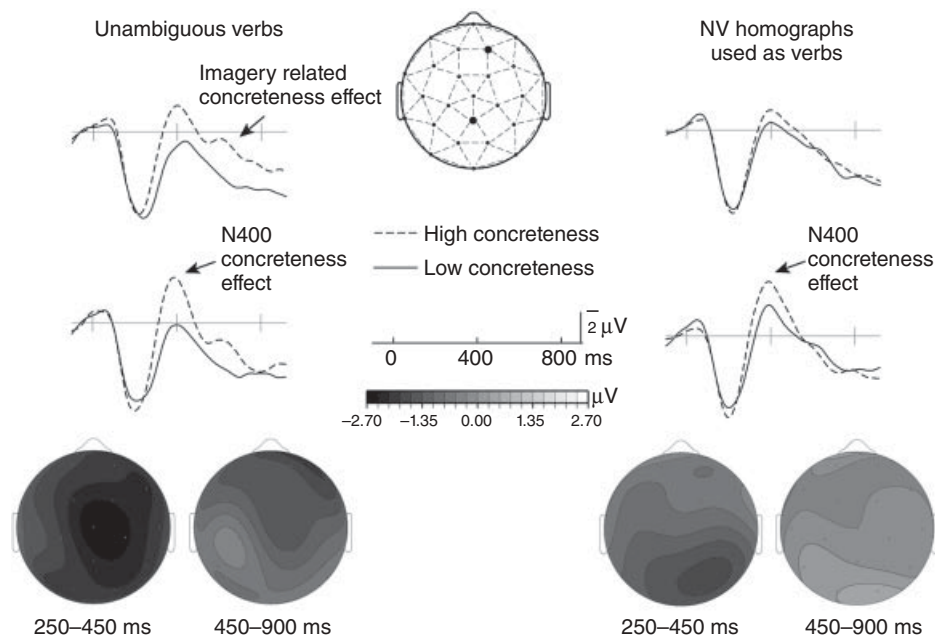 Unambiguous verbs
NV homographs
used as verbs
Imagery related
concreteness effect
N400
concreteness
effect
High concreteness
Low concreteness
N400
concreteness
effect
2 μV
0 400 800 ms
μV
–2.70 –1.35 0.00 1.35 2.70
250–450 ms 450–900 ms 250–450 ms 450–900 ms